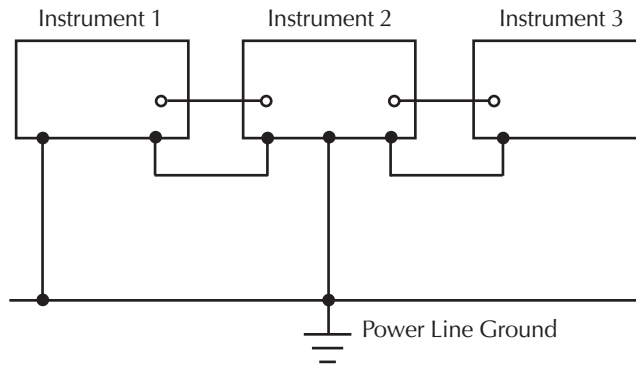 Instrument 1
Instrument 2
Instrument 3
Power Line Ground